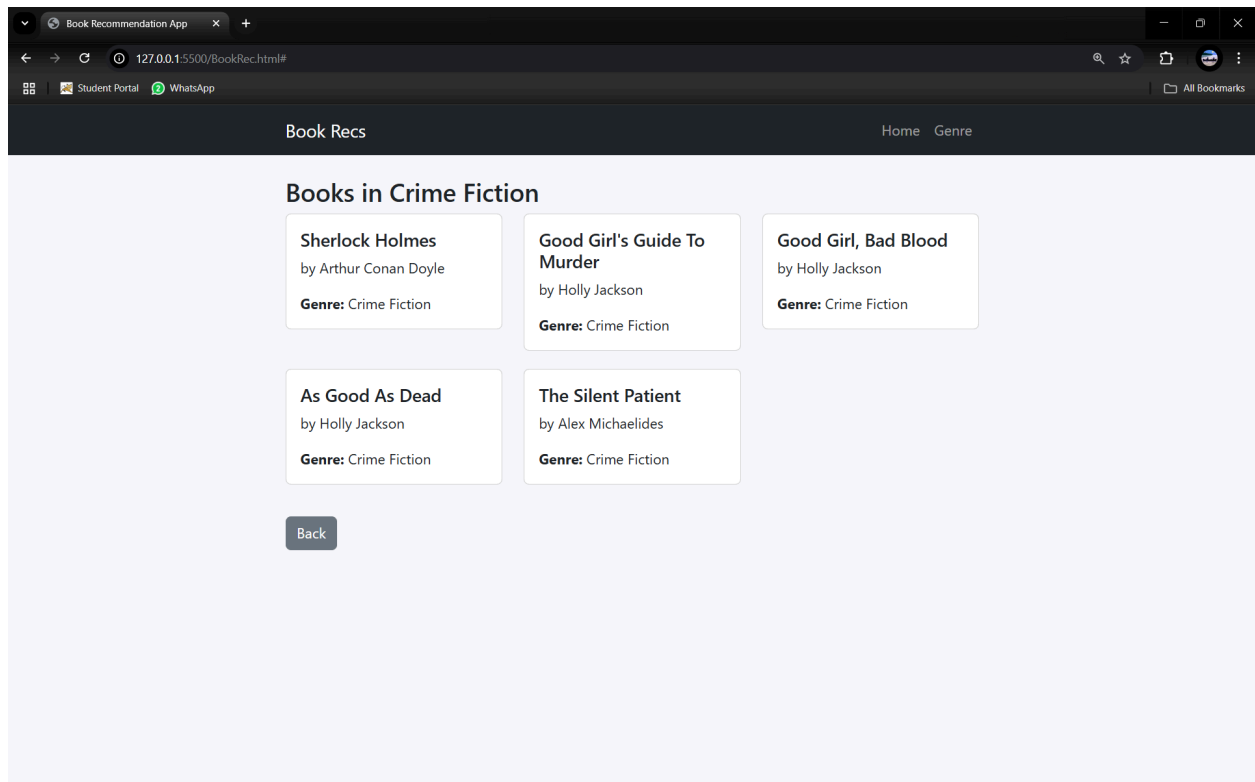 Book Recommendation App
127.0.0.1:5500/BookRec.html#
Student Portal
2 WhatsApp
All Bookmarks
Book Recs
Home Genre
Books in Crime Fiction
Sherlock Holmes
by Arthur Conan Doyle
Genre: Crime Fiction
Good Girl's Guide To
Murder
by Holly Jackson
Genre: Crime Fiction
Good Girl, Bad Blood
by Holly Jackson
Genre: Crime Fiction
As Good As Dead
by Holly Jackson
Genre: Crime Fiction
The Silent Patient
by Alex Michaelides
Genre: Crime Fiction
Back